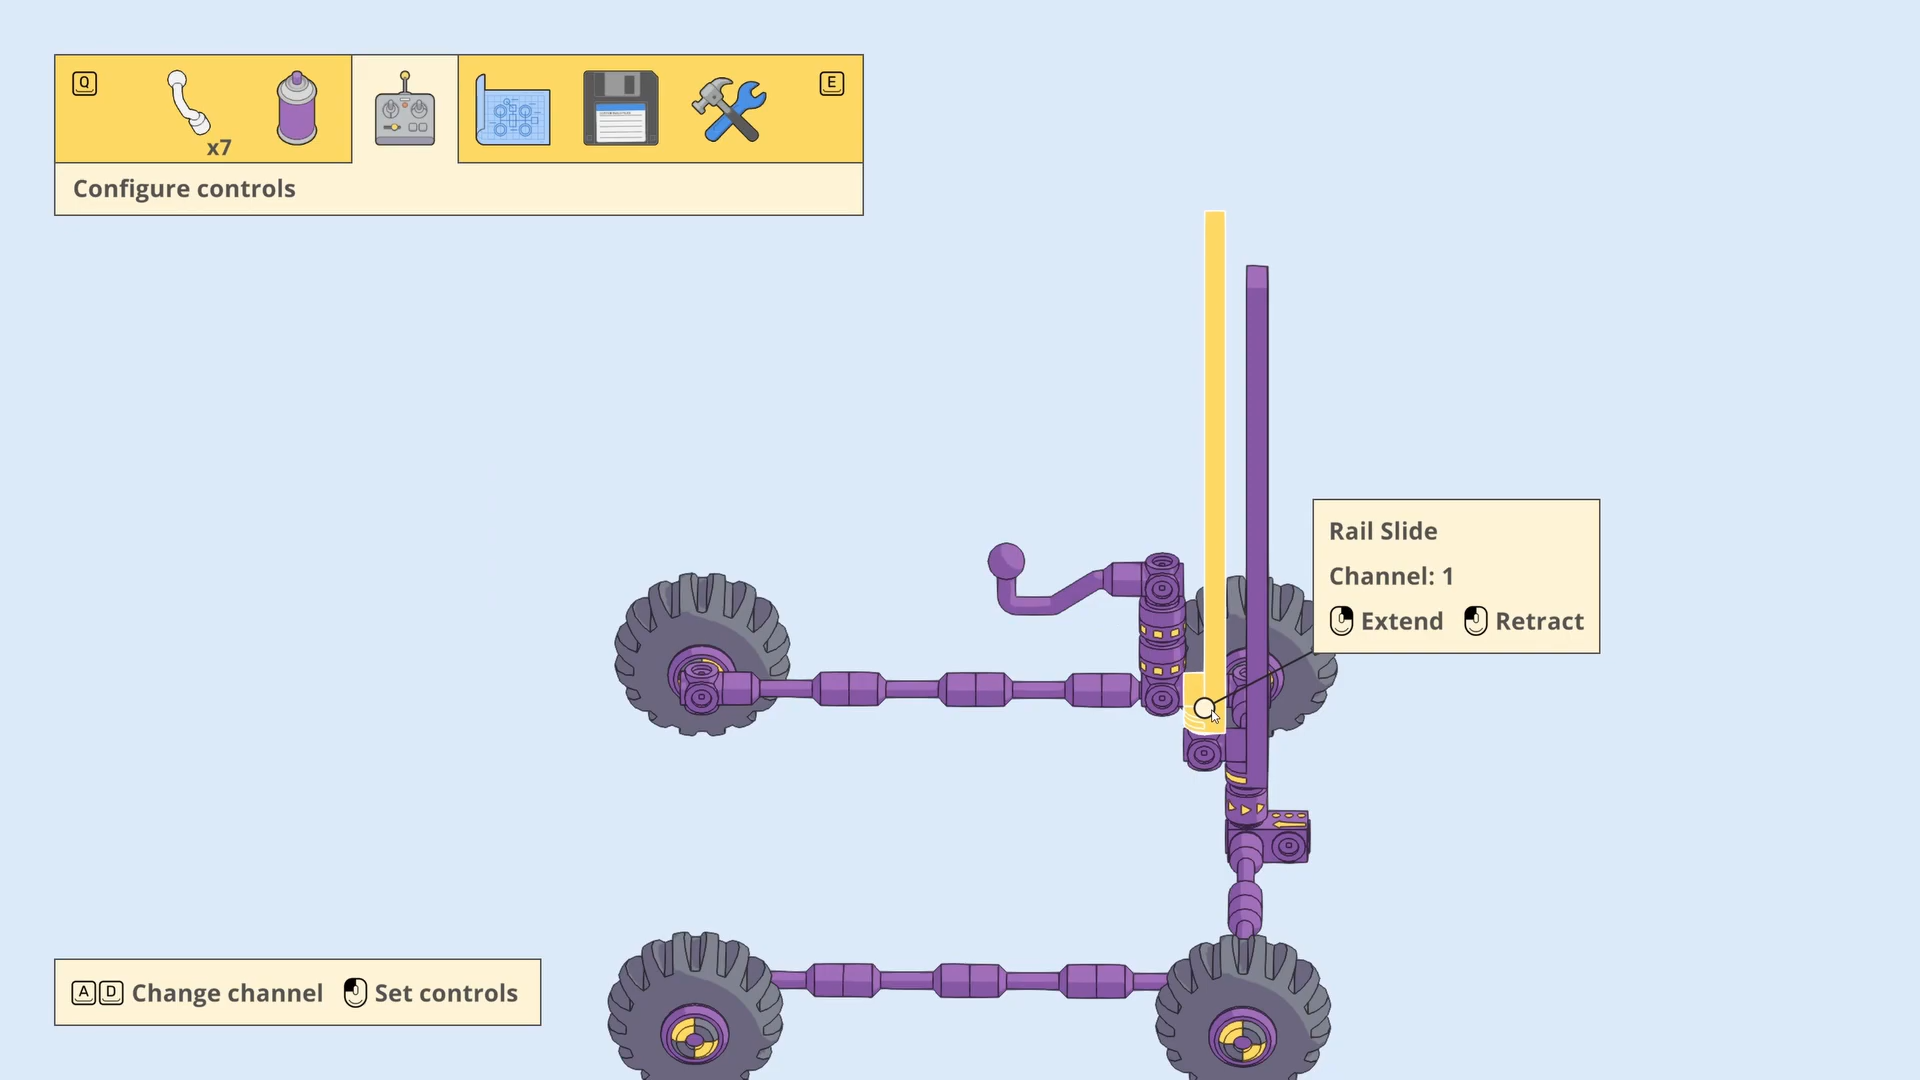 Q
E
x7
Configure controls
Rail Slide
Channel: 1
Extend Retract
A D Change channel Set controls